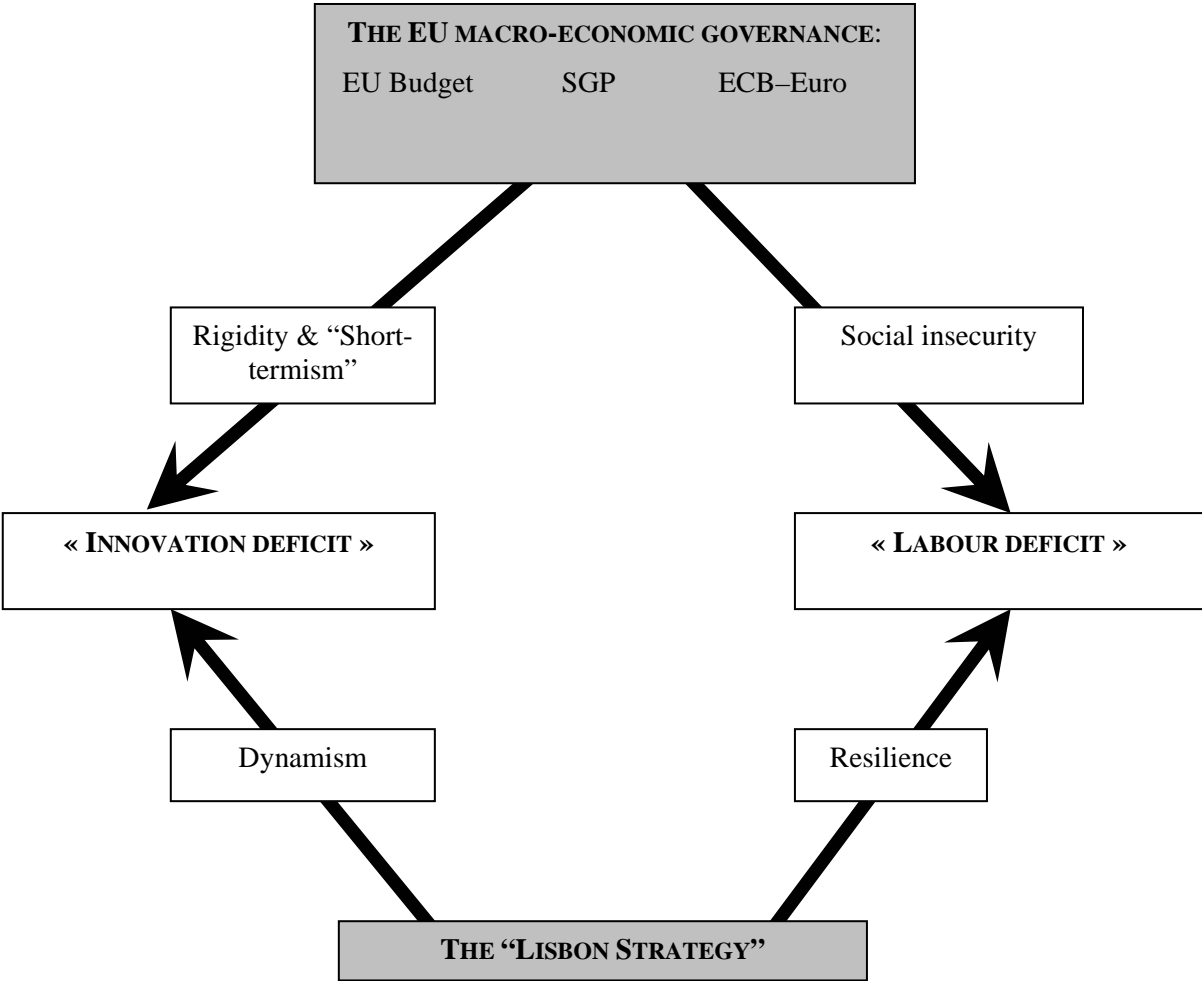 THE EU MACRO-ECONOMIC GOVERNANCE:
EU Budget SGP ECB–Euro
Rigidity & “Short-
termism”
Social insecurity
« INNOVATION DEFICIT »
« LABOUR DEFICIT »
Dynamism
Resilience
THE “LISBON STRATEGY”